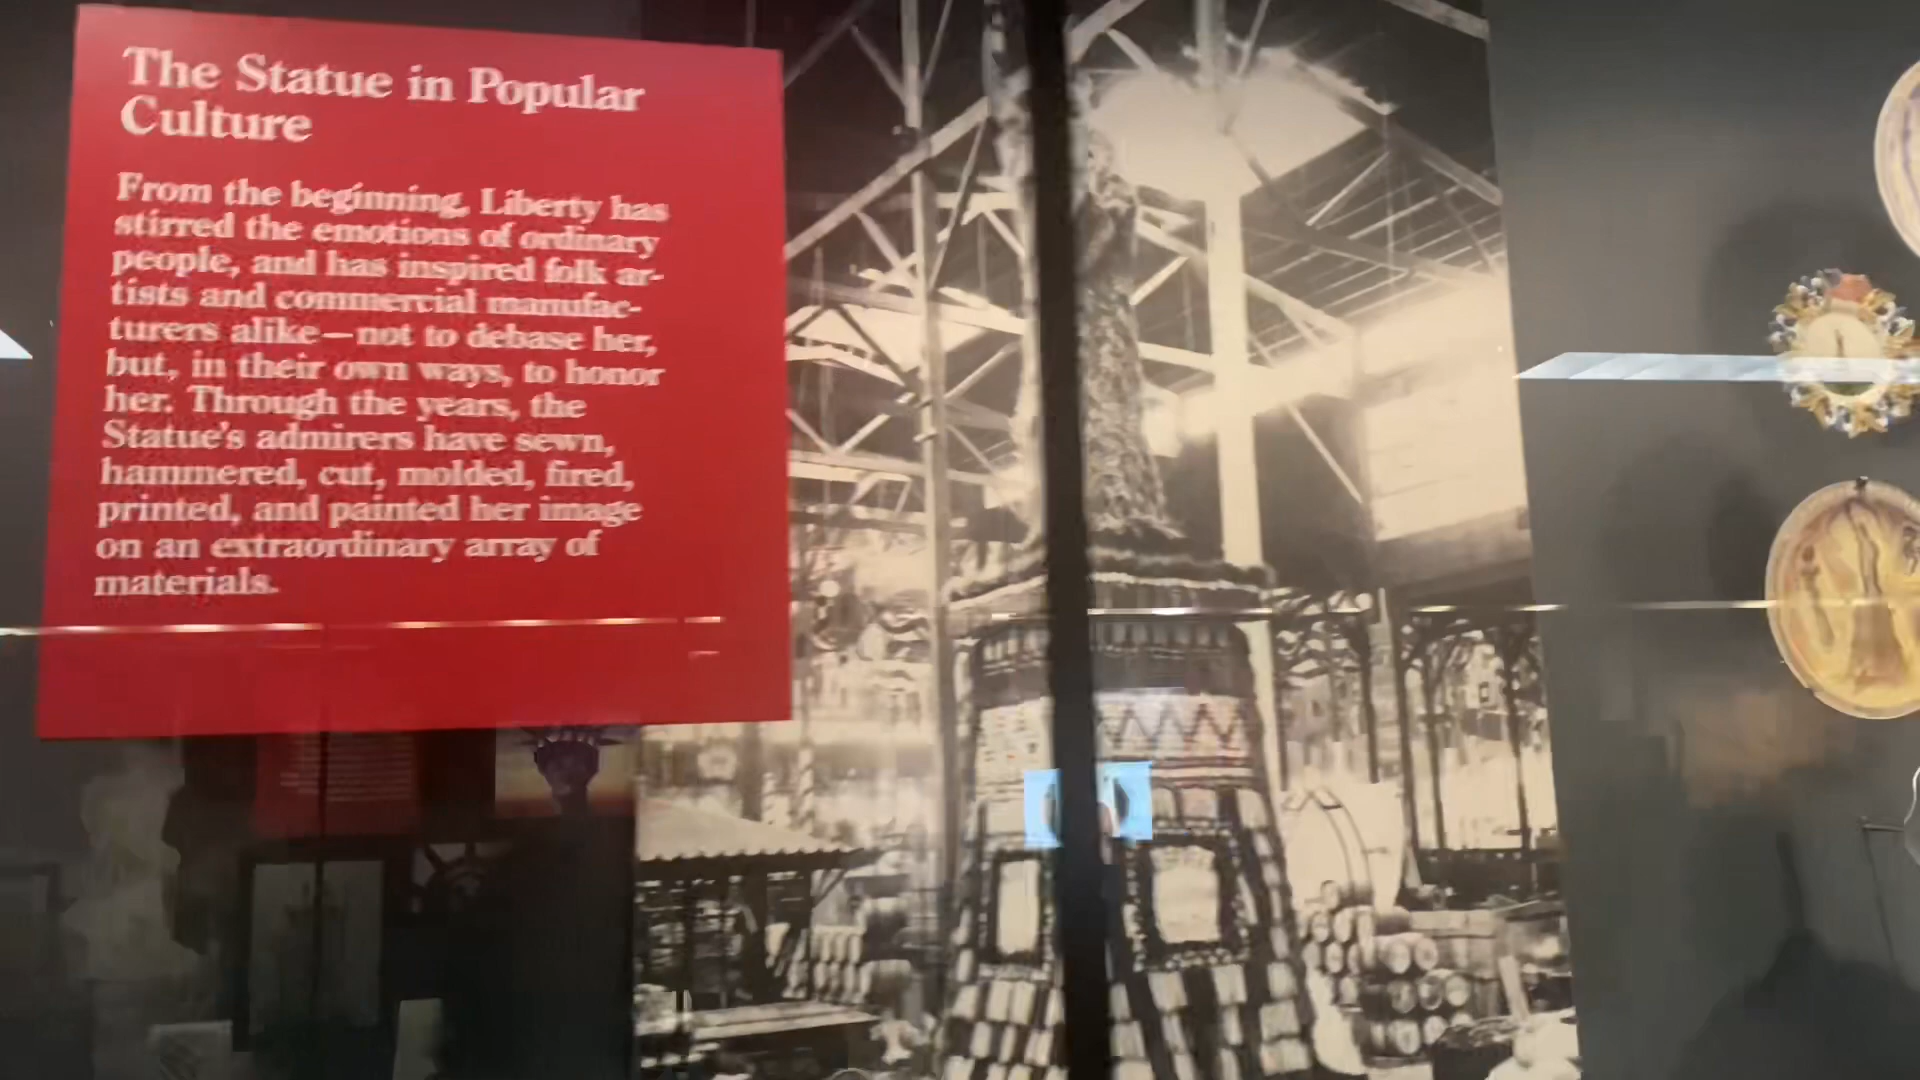 The Statue in Popular
Culture
From the beginning, Liberty has
stirred the emotions of ordinary
people, and has inspired folk ar-
tists and commercial manufac-
turers alike—not to debase her,
but, in their own ways, to honor
her. Through the years, the
Statue's admirers have sewn,
hammered, cut, molded, fired,
printed, and painted her image
on an extraordinary array of
materials.